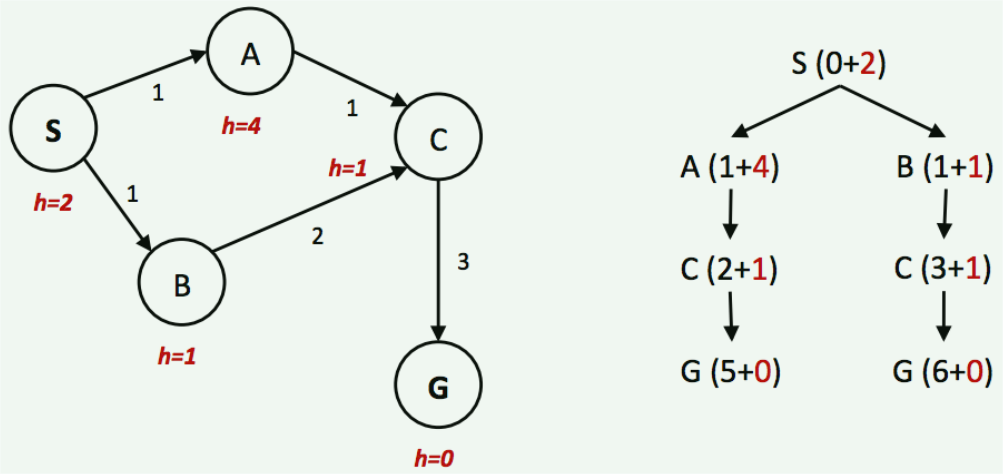 S
h=2
1
1
A
h=4
1
B
h=1
2
C
h=1
3
G
h=0
S (0+2)
A (1+4)
B (1+1)
C (2+1)
C (3+1)
G (5+0)
G (6+0)